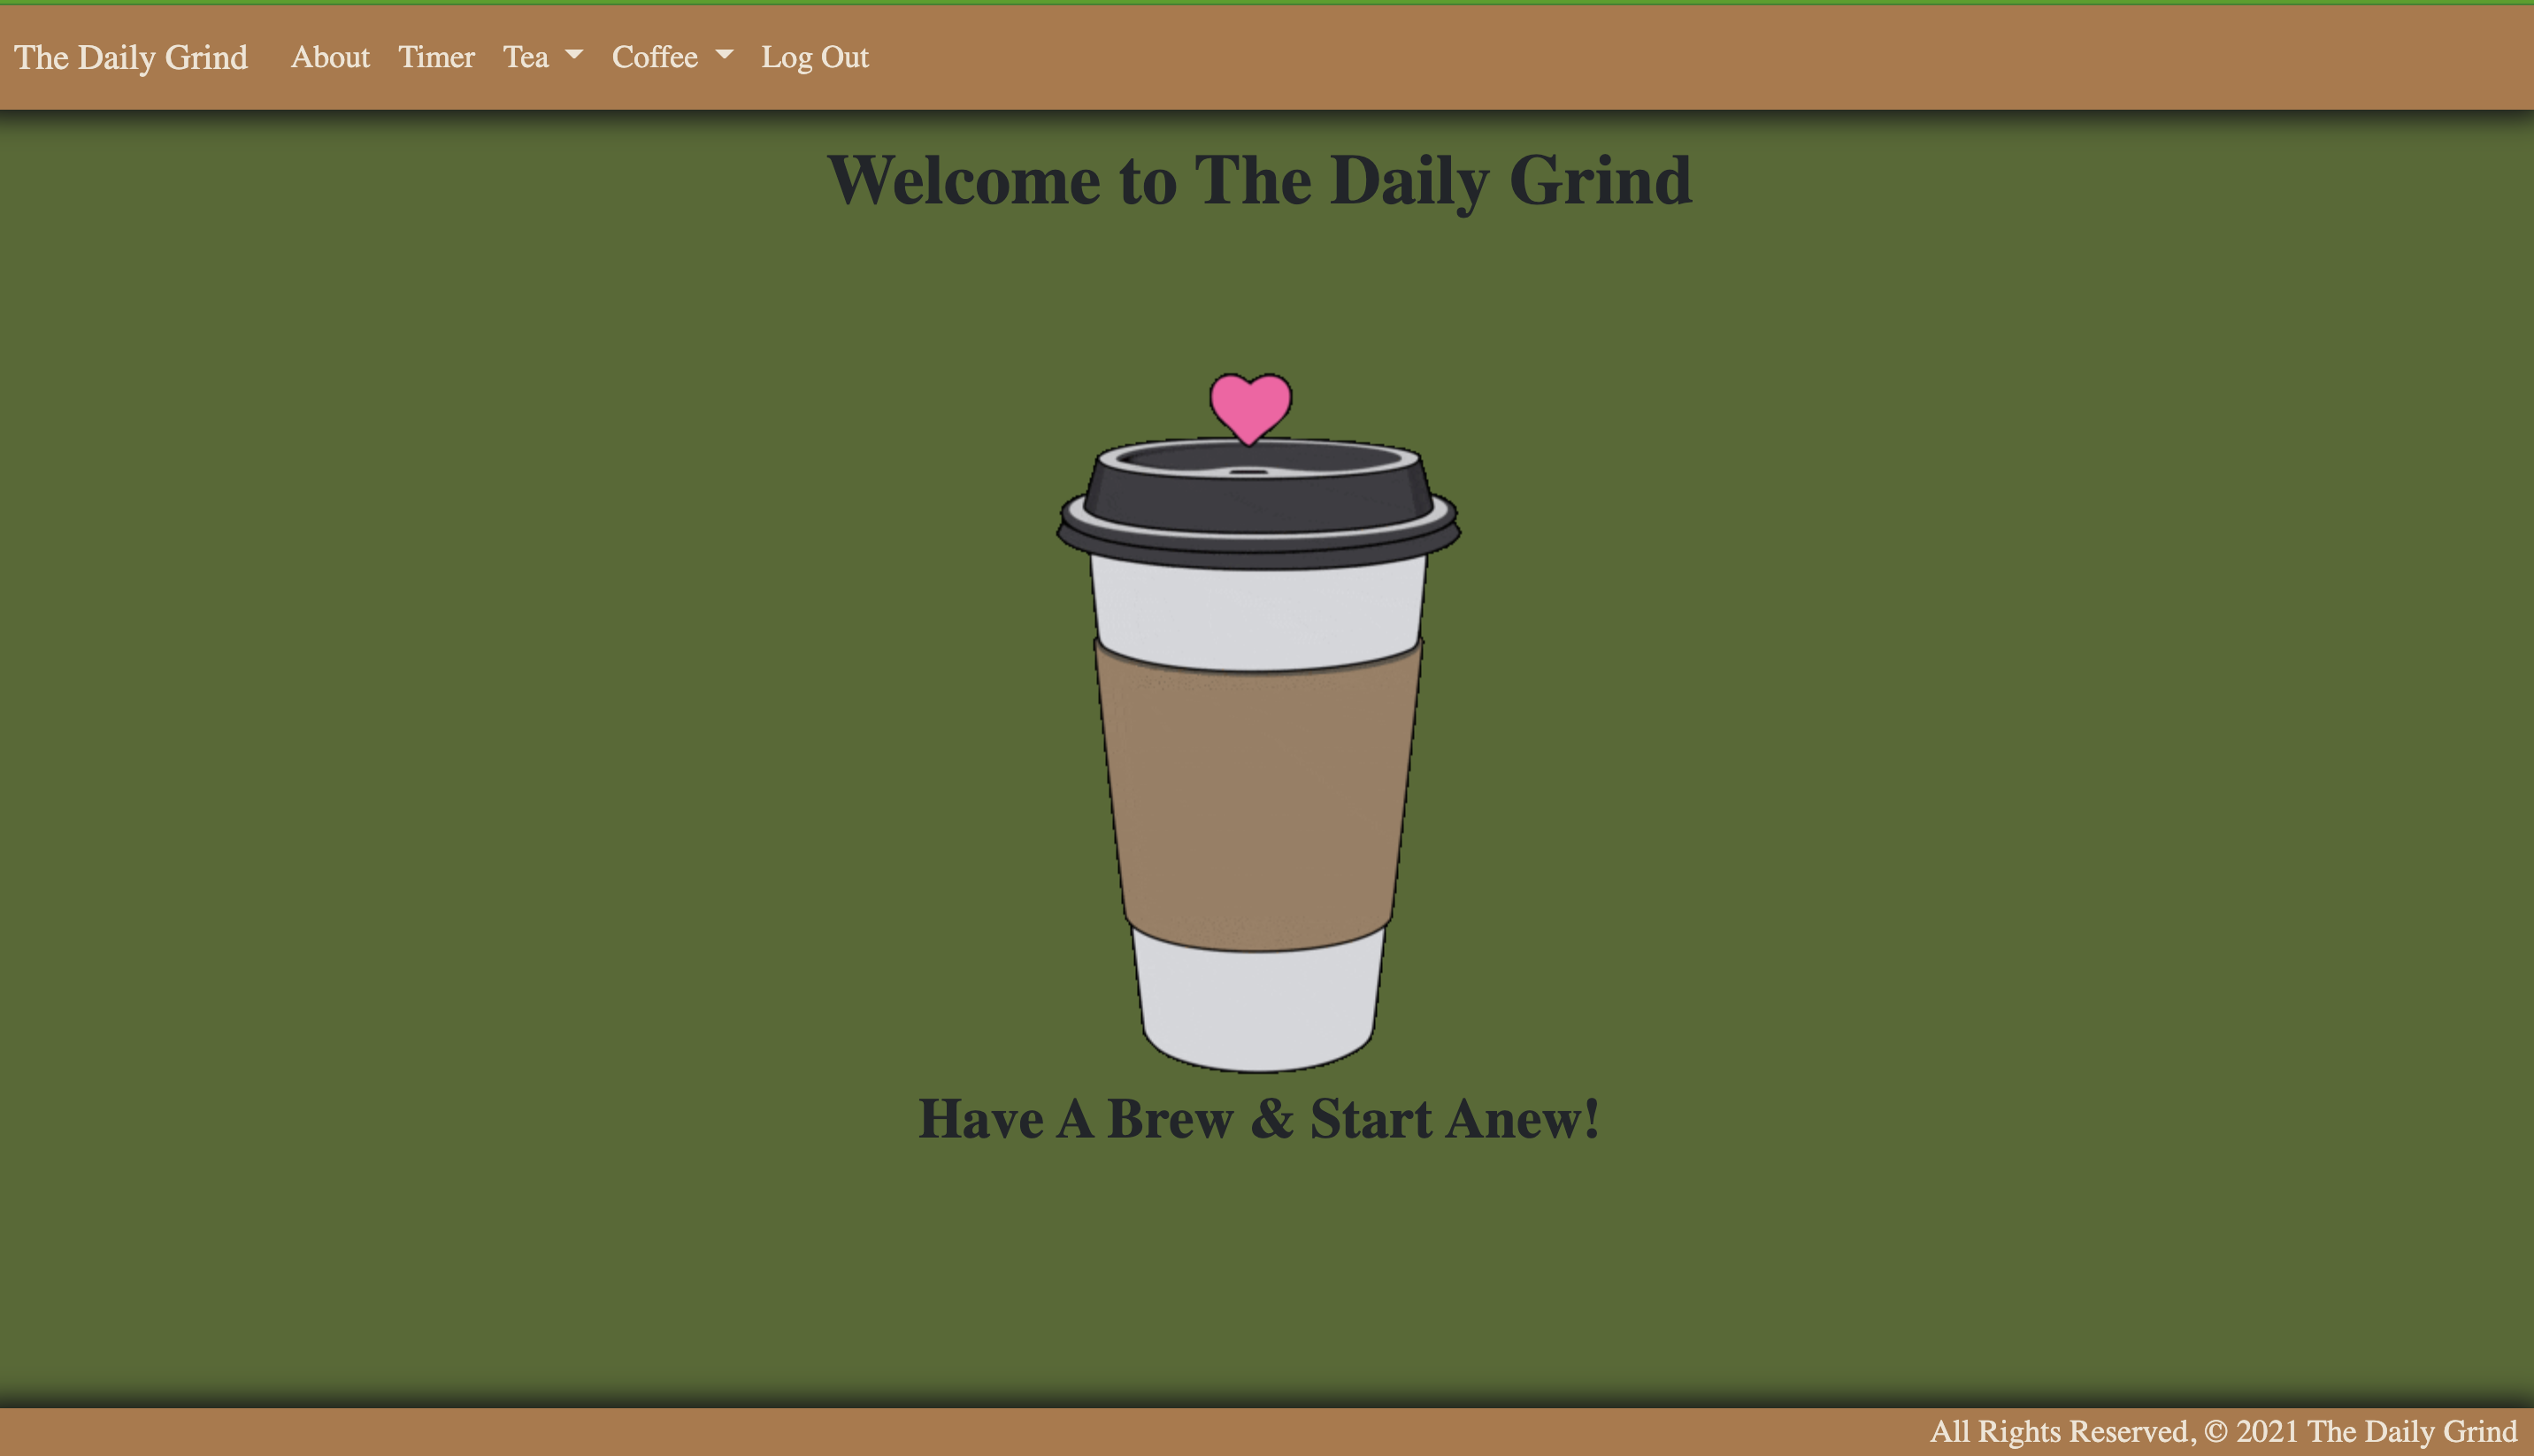 The Daily Grind About Timer Tea Coffee Log Out
Welcome to The Daily Grind
Have A Brew & Start Anew!
All Rights Reserved, © 2021 The Daily Grind